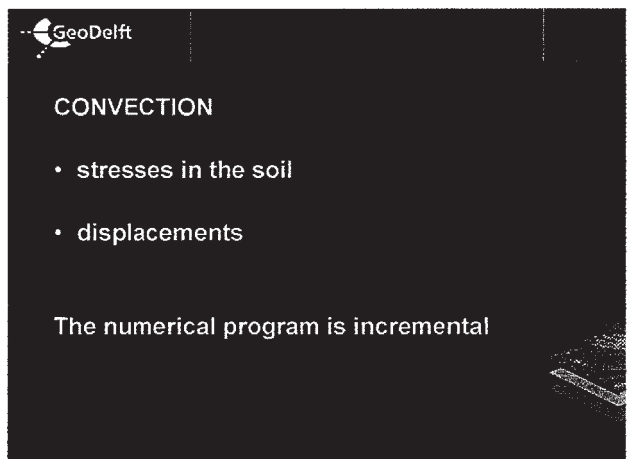 GeoDelft
CONVECTION
• stresses in the soil
• displacements
The numerical program is incremental